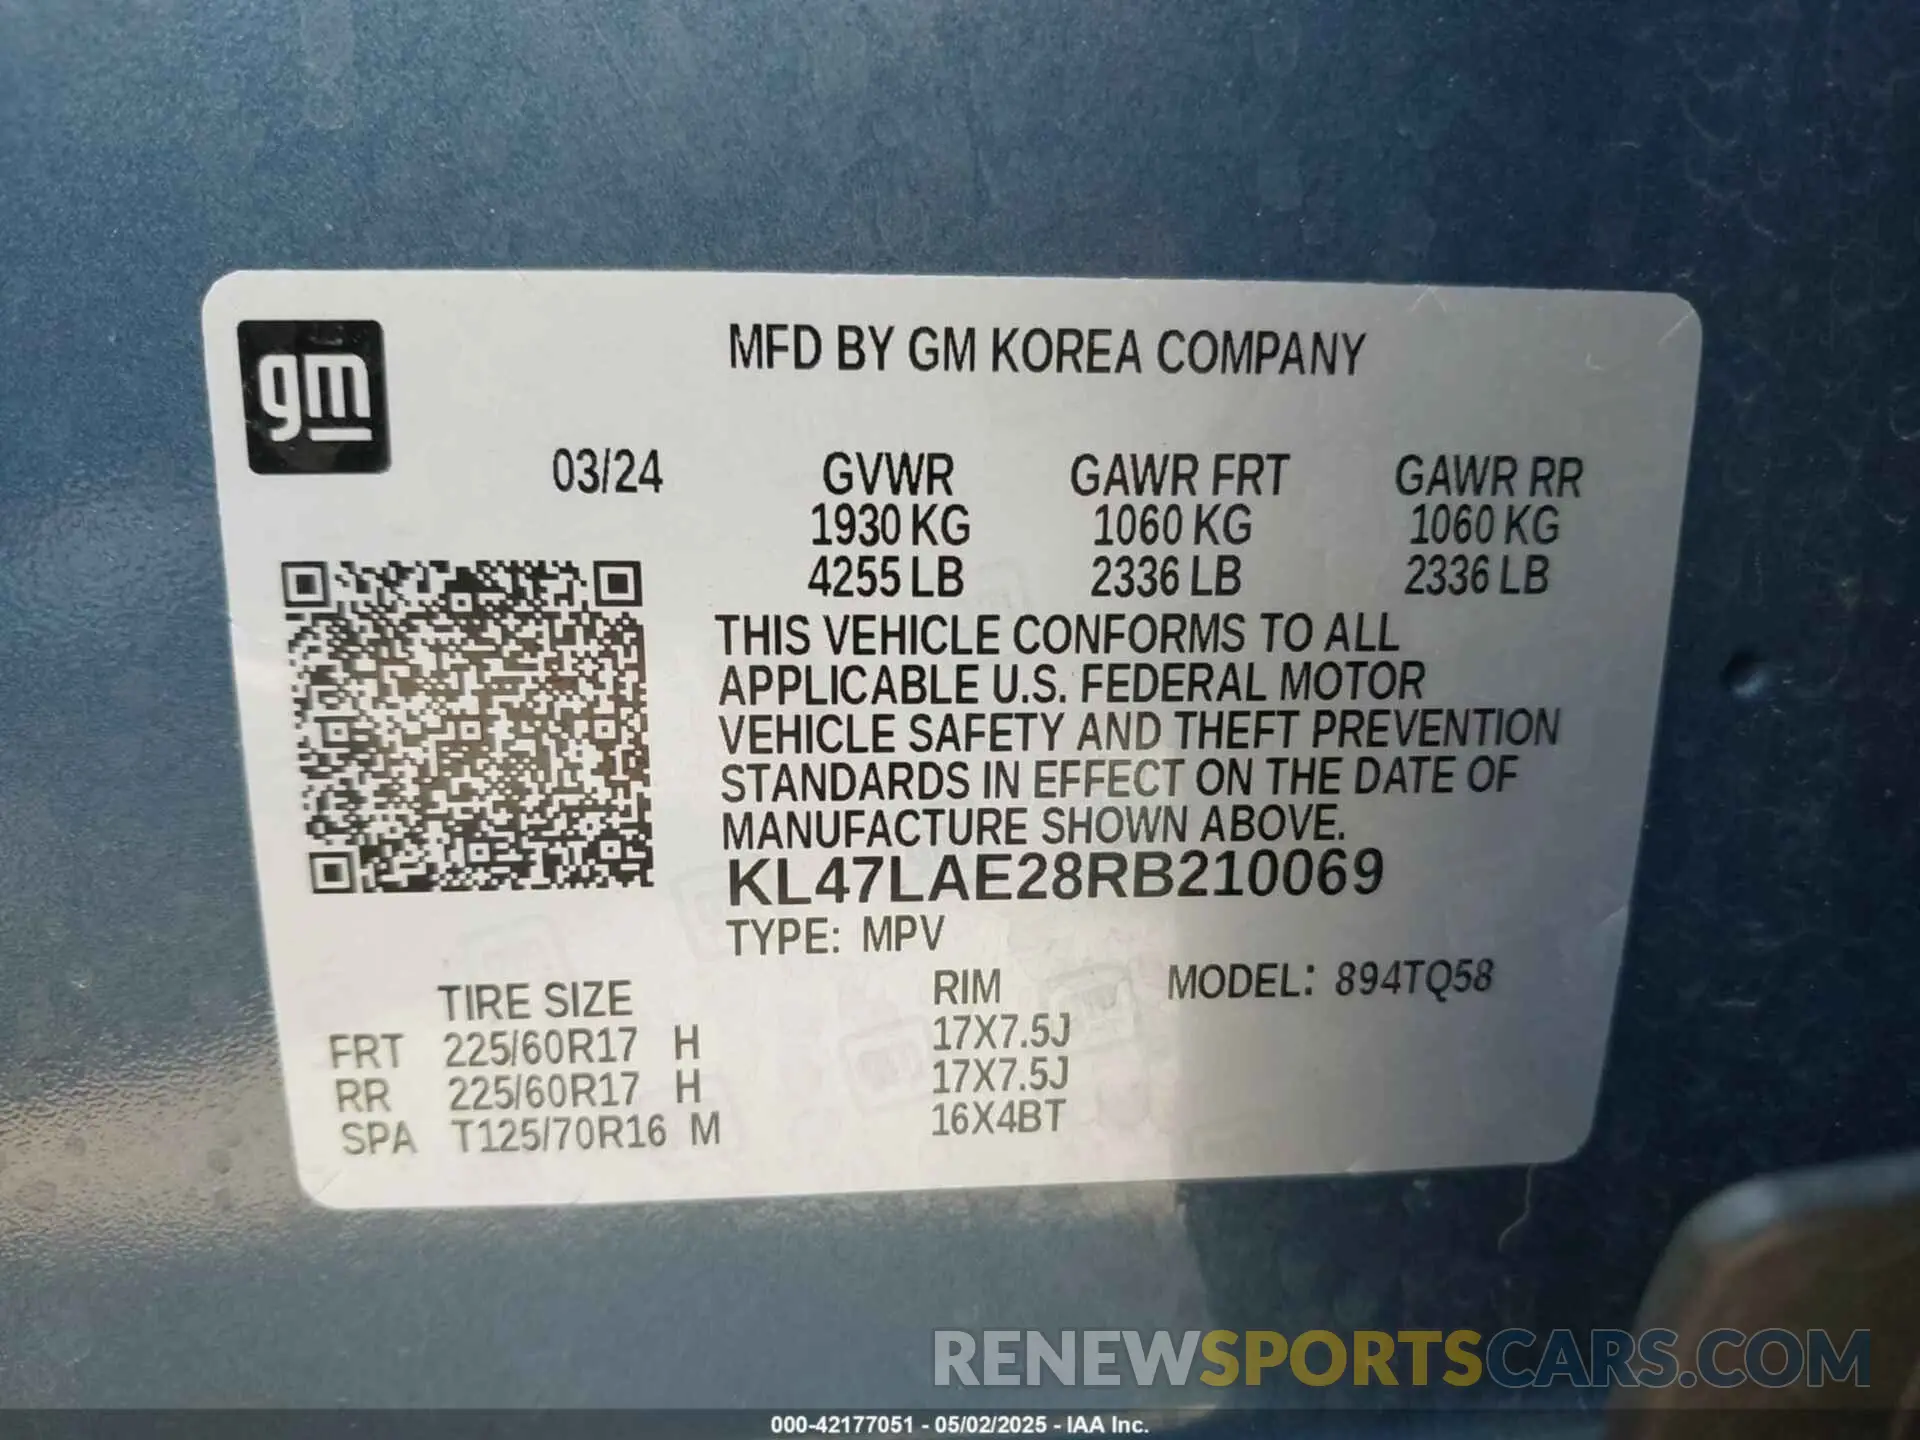 gm
MFD BY GM KOREA COMPANY
03/24 GVWR GAWR FRT GAWR RR
1930 KG 1060 KG 1060 KG
4255 LB 2336 LB 2336 LB
THIS VEHICLE CONFORMS TO ALL
APPLICABLE U.S. FEDERAL MOTOR
VEHICLE SAFETY AND THEFT PREVENTION
STANDARDS IN EFFECT ON THE DATE OF
MANUFACTURE SHOWN ABOVE.
KL47LAE28RB210069
TYPE: MPV
TIRE SIZE RIM MODEL: 894TQ58
FRT 225/60R17 H 17X7.5J
RR 225/60R17 H 17X7.5J
SPA T125/70R16 M 16X4BT
RENEWSPORTSCARS.COM
000-42177051 - 05/02/2025 - IAA Inc.